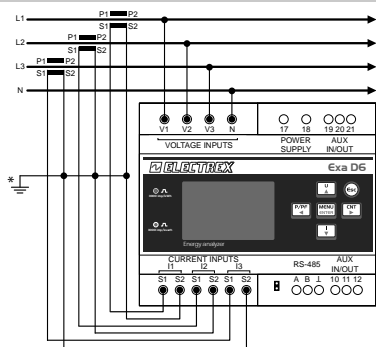 L1 P1 P2
S1 S2
L2 P1 P2
S1 S2
L3 P1 P2
S1 S2
N
*
V1 V2 V3 N
VOLTAGE INPUTS
17 18 19 20 21
POWER SUPPLY AUX IN/OUT
ELECTREX
Exa D6
U
Esc
P/PF MENU ENTER CNT
I
Energy analyzer
CURRENT INPUTS
I1 I2 I3
S1 S2 S1 S2 S1 S2
RS-485 AUX IN/OUT
A B ⊥ 10 11 12